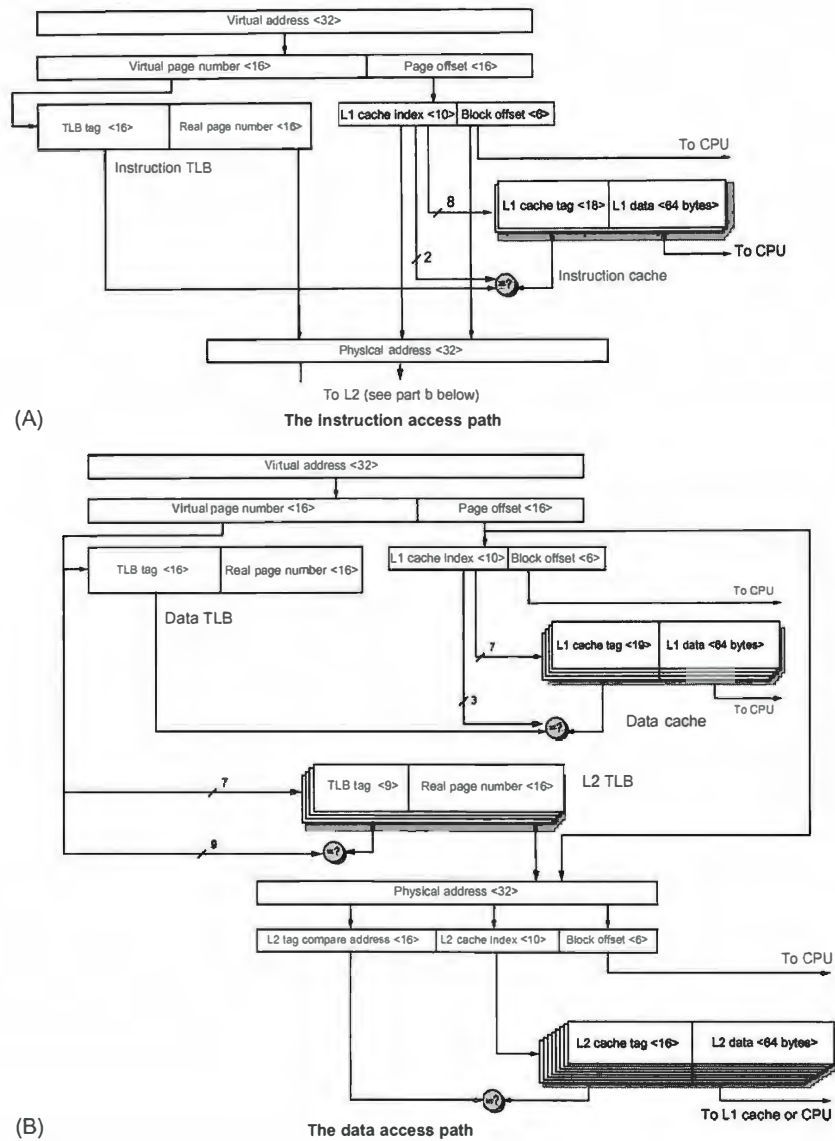 Virtual address <32>
Virtual page number <16> Page offset <16>
TLB tag <16> Real page number <16>
L1 cache index <10> Block offset <6>
To CPU
Instruction TLB
8
L1 cache tag <18> L1 data <64 bytes>
2
To CPU
=?
Instruction cache
Physical address <32>
To L2 (see part b below)
(A) The instruction access path
Virtual address <32>
Virtual page number <16> Page offset <16>
TLB tag <16> Real page number <16>
L1 cache index <10> Block offset <6>
To CPU
Data TLB
7
L1 cache tag <19> L1 data <64 bytes>
3
To CPU
=?
Data cache
7
TLB tag <9> Real page number <16>
L2 TLB
9
=?
Physical address <32>
L2 tag compare address <16> L2 cache index <10> Block offset <6>
To CPU
L2 cache tag <16> L2 data <64 bytes>
=?
To L1 cache or CPU
(B) The data access path